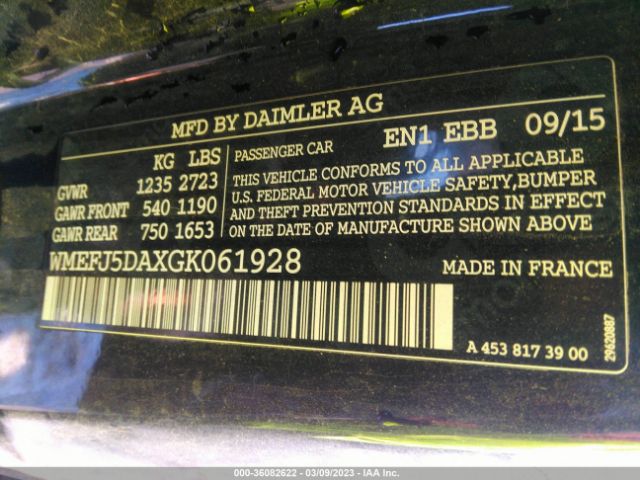 MFD BY DAIMLER AG
EN1 EBB 09/15
KG LBS
GVWR 1235 2723
GAWR FRONT 540 1190
GAWR REAR 750 1653
PASSENGER CAR
THIS VEHICLE CONFORMS TO ALL APPLICABLE
U.S. FEDERAL MOTOR VEHICLE SAFETY,BUMPER
AND THEFT PREVENTION STANDARDS IN EFFECT
ON THE DATE OF MANUFACTURE SHOWN ABOVE
WMEFJ5DAXGK061928
MADE IN FRANCE
A 453 817 39 00
29620887
000-36082622 - 03/09/2023 - IAA Inc.